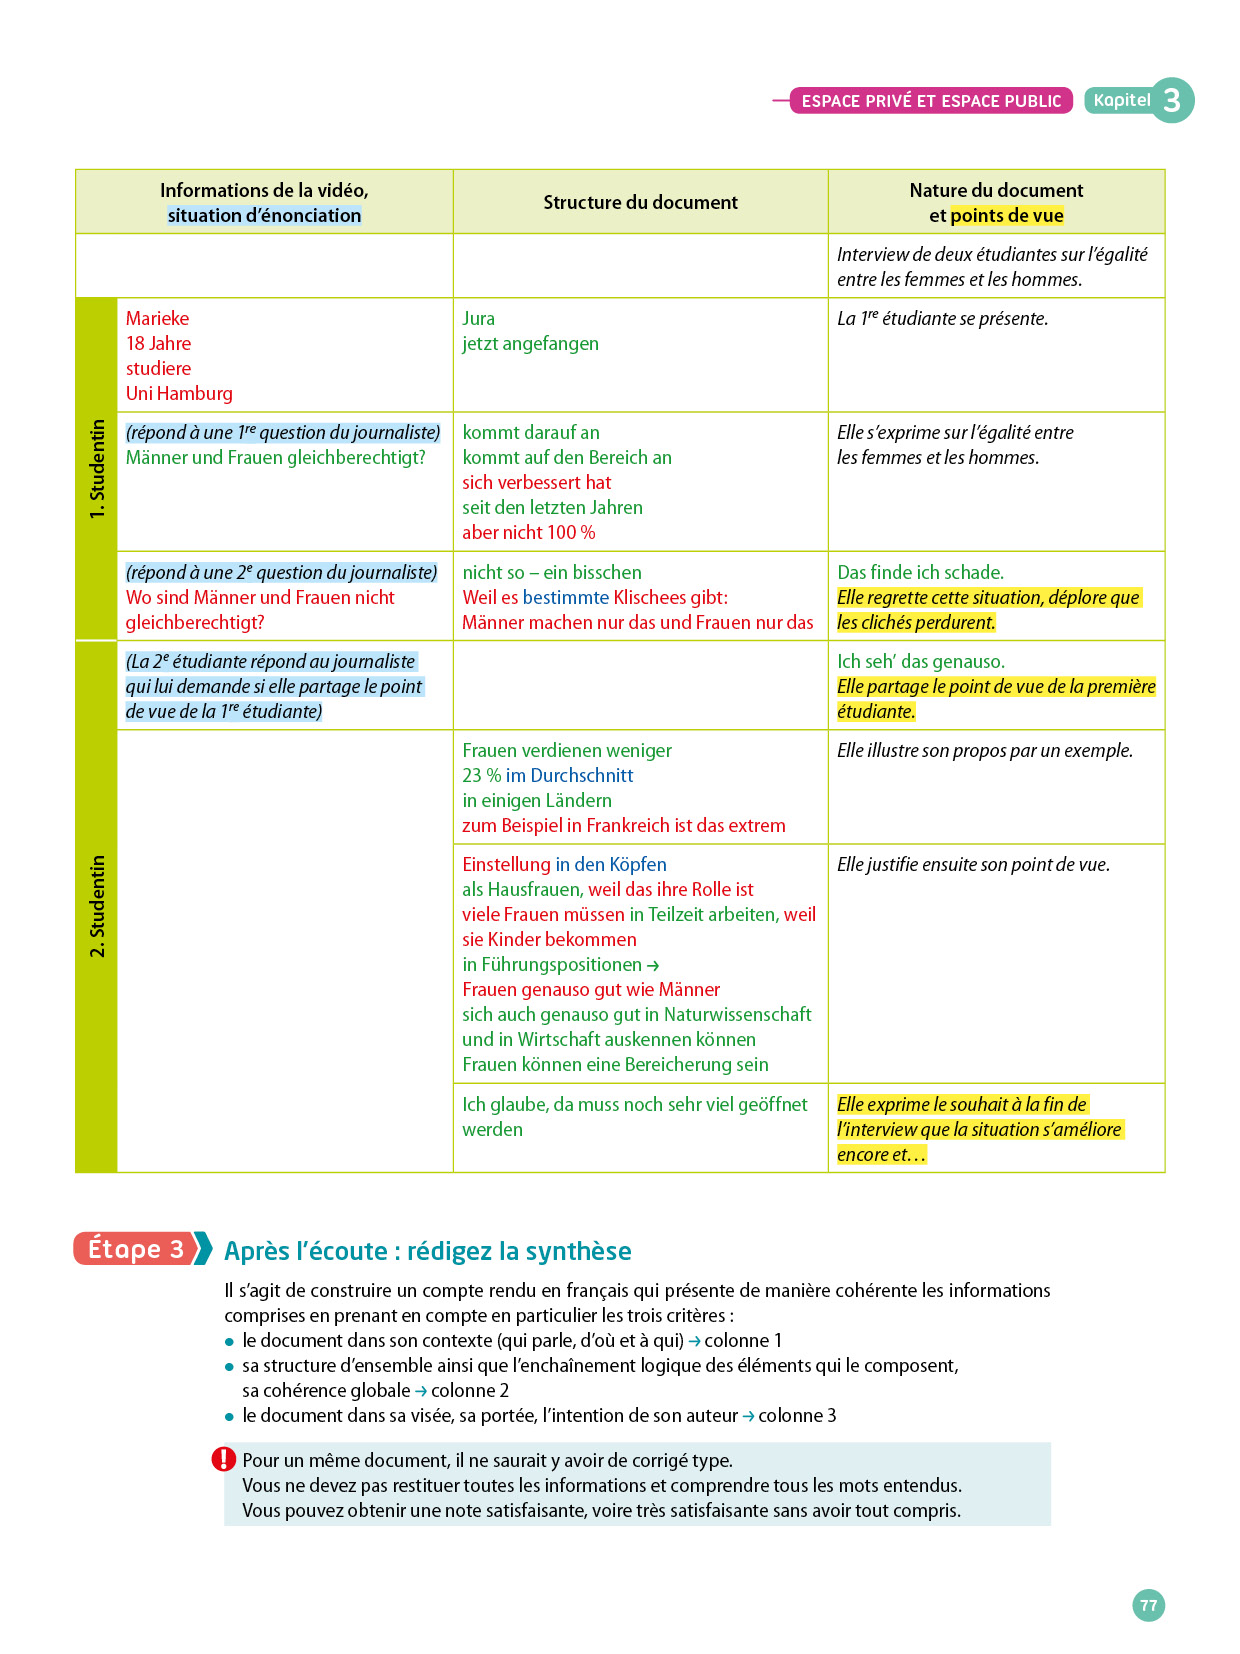 ESPACE PRIVÉ ET ESPACE PUBLIC
Kapitel 3
Informations de la vidéo,
situation d'énonciation
Structure du document
Nature du document
et points de vue
Interview de deux étudiantes sur l'égalité
entre les femmes et les hommes.
1. Studentin
Marieke
18 Jahre
studiere
Uni Hamburg
Jura
jetzt angefangen
La 1re étudiante se présente.
(répond à une 1re question du journaliste)
Männer und Frauen gleichberechtigt?
kommt darauf an
kommt auf den Bereich an
sich verbessert hat
seit den letzten Jahren
aber nicht 100 %
Elle s'exprime sur l'égalité entre
les femmes et les hommes.
(répond à une 2e question du journaliste)
Wo sind Männer und Frauen nicht
gleichberechtigt?
nicht so – ein bisschen
Weil es bestimmte Klischees gibt:
Männer machen nur das und Frauen nur das
Das finde ich schade.
Elle regrette cette situation, déplore que
les clichés perdurent.
2. Studentin
(La 2e étudiante répond au journaliste
qui lui demande si elle partage le point
de vue de la 1re étudiante)
Ich seh' das genauso.
Elle partage le point de vue de la première
étudiante.
Frauen verdienen weniger
23 % im Durchschnitt
in einigen Ländern
zum Beispiel in Frankreich ist das extrem
Elle illustre son propos par un exemple.
Einstellung in den Köpfen
als Hausfrauen, weil das ihre Rolle ist
viele Frauen müssen in Teilzeit arbeiten, weil
sie Kinder bekommen
in Führungspositionen →
Frauen genauso gut wie Männer
sich auch genauso gut in Naturwissenschaft
und in Wirtschaft auskennen können
Frauen können eine Bereicherung sein
Elle justifie ensuite son point de vue.
Ich glaube, da muss noch sehr viel geöffnet
werden
Elle exprime le souhait à la fin de
l'interview que la situation s'améliore
encore et…
Étape 3 Après l'écoute : rédigez la synthèse
Il s'agit de construire un compte rendu en français qui présente de manière cohérente les informations
comprises en prenant en compte en particulier les trois critères :
● le document dans son contexte (qui parle, d'où et à qui) → colonne 1
● sa structure d'ensemble ainsi que l'enchaînement logique des éléments qui le composent,
sa cohérence globale → colonne 2
● le document dans sa visée, sa portée, l'intention de son auteur → colonne 3
! Pour un même document, il ne saurait y avoir de corrigé type.
Vous ne devez pas restituer toutes les informations et comprendre tous les mots entendus.
Vous pouvez obtenir une note satisfaisante, voire très satisfaisante sans avoir tout compris.
77